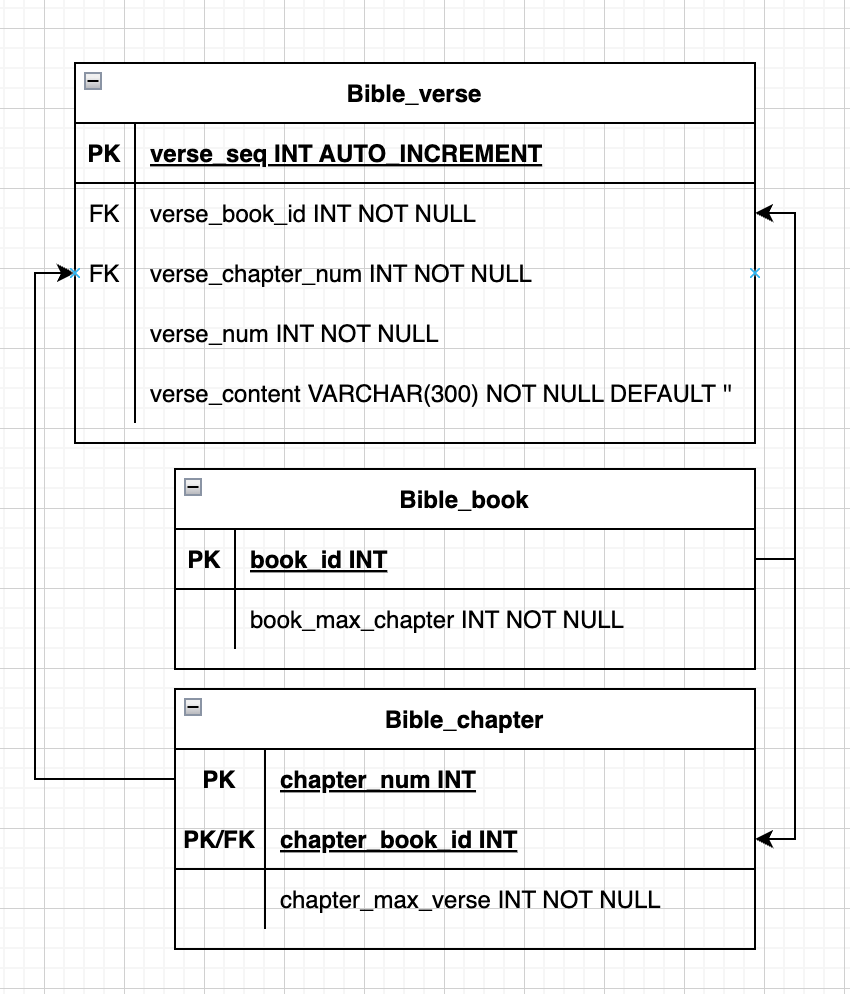 Bible_verse
PK verse_seq INT AUTO_INCREMENT
FK verse_book_id INT NOT NULL
FK verse_chapter_num INT NOT NULL
verse_num INT NOT NULL
verse_content VARCHAR(300) NOT NULL DEFAULT ''
Bible_book
PK book_id INT
book_max_chapter INT NOT NULL
Bible_chapter
PK chapter_num INT
PK/FK chapter_book_id INT
chapter_max_verse INT NOT NULL